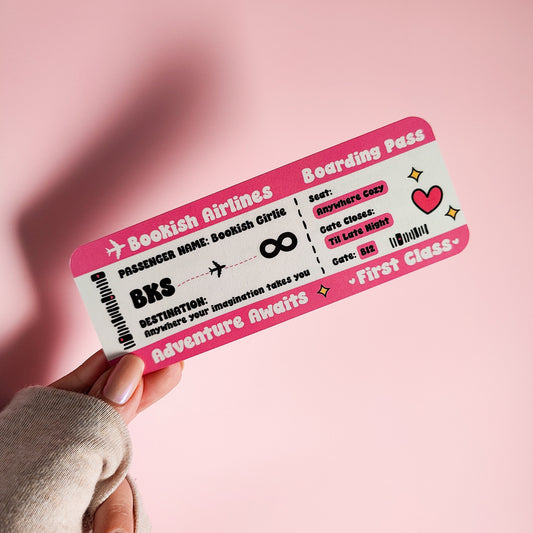 Bookish Airlines
Boarding Pass
PASSENGER NAME: Bookish Girlie
BKS
∞
DESTINATION:
Anywhere your imagination takes you
Seat:
Anywhere Cozy
Gate Closes:
Til Late Night
Gate: B12
Adventure Awaits
First Class